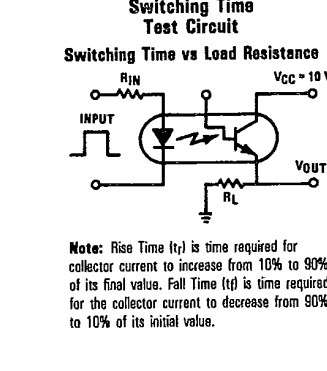 Switching Time
Test Circuit
Switching Time vs Load Resistance
RIN
VCC = 10 V
INPUT
VOUT
RL
Note: Rise Time (tr) is time required for
collector current to increase from 10% to 90%
of its final value. Fall Time (tf) is time required
for the collector current to decrease from 90%
to 10% of its initial value.